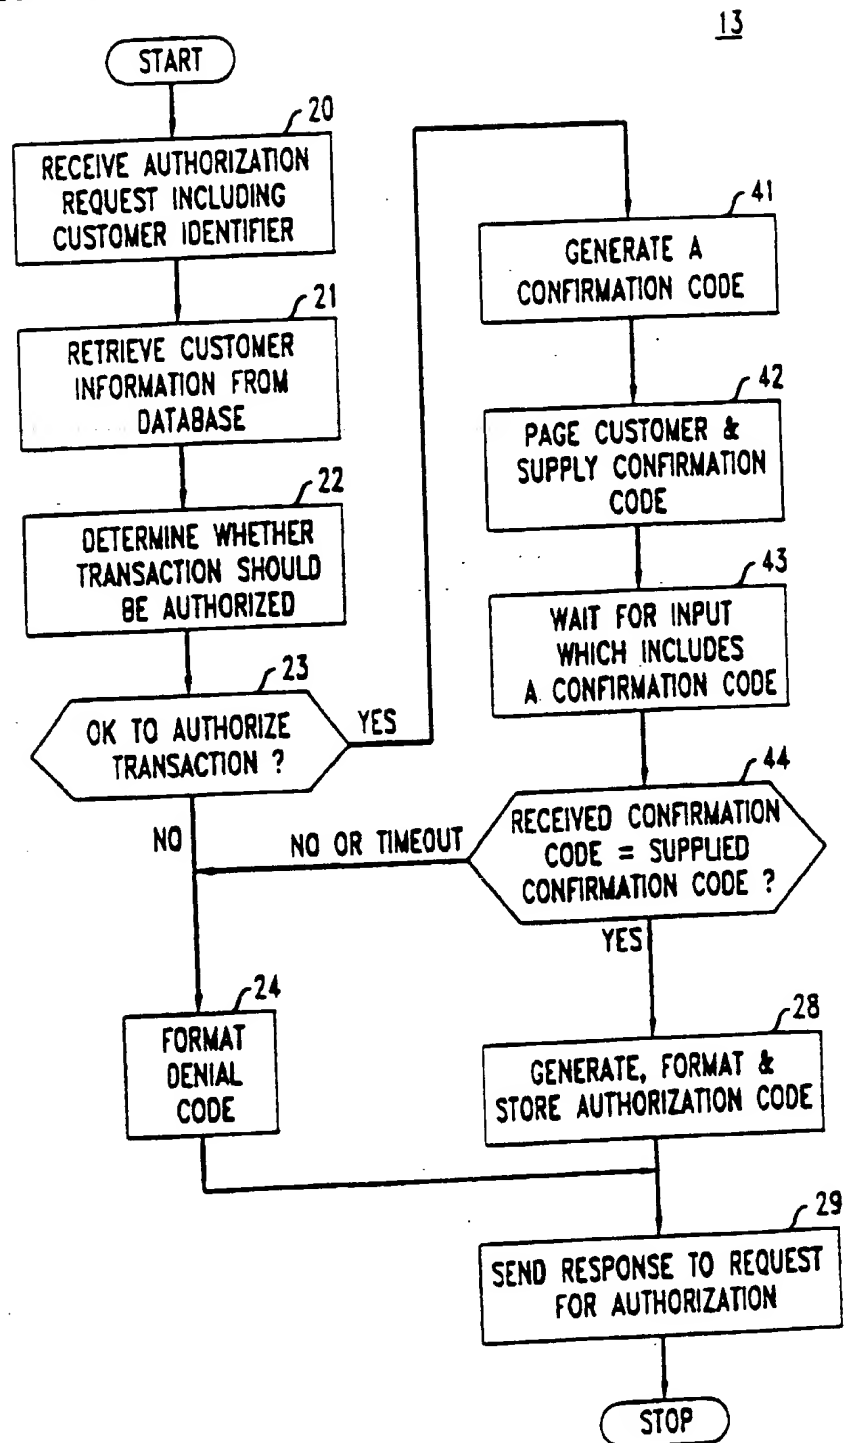 13
START
20
RECEIVE AUTHORIZATION
REQUEST INCLUDING
CUSTOMER IDENTIFIER
21
RETRIEVE CUSTOMER
INFORMATION FROM
DATABASE
22
DETERMINE WHETHER
TRANSACTION SHOULD
BE AUTHORIZED
23
OK TO AUTHORIZE
TRANSACTION ?
YES
NO
24
FORMAT
DENIAL
CODE
41
GENERATE A
CONFIRMATION CODE
42
PAGE CUSTOMER &
SUPPLY CONFIRMATION
CODE
43
WAIT FOR INPUT
WHICH INCLUDES
A CONFIRMATION CODE
44
RECEIVED CONFIRMATION
CODE = SUPPLIED
CONFIRMATION CODE ?
NO OR TIMEOUT
YES
28
GENERATE, FORMAT &
STORE AUTHORIZATION CODE
29
SEND RESPONSE TO REQUEST
FOR AUTHORIZATION
STOP